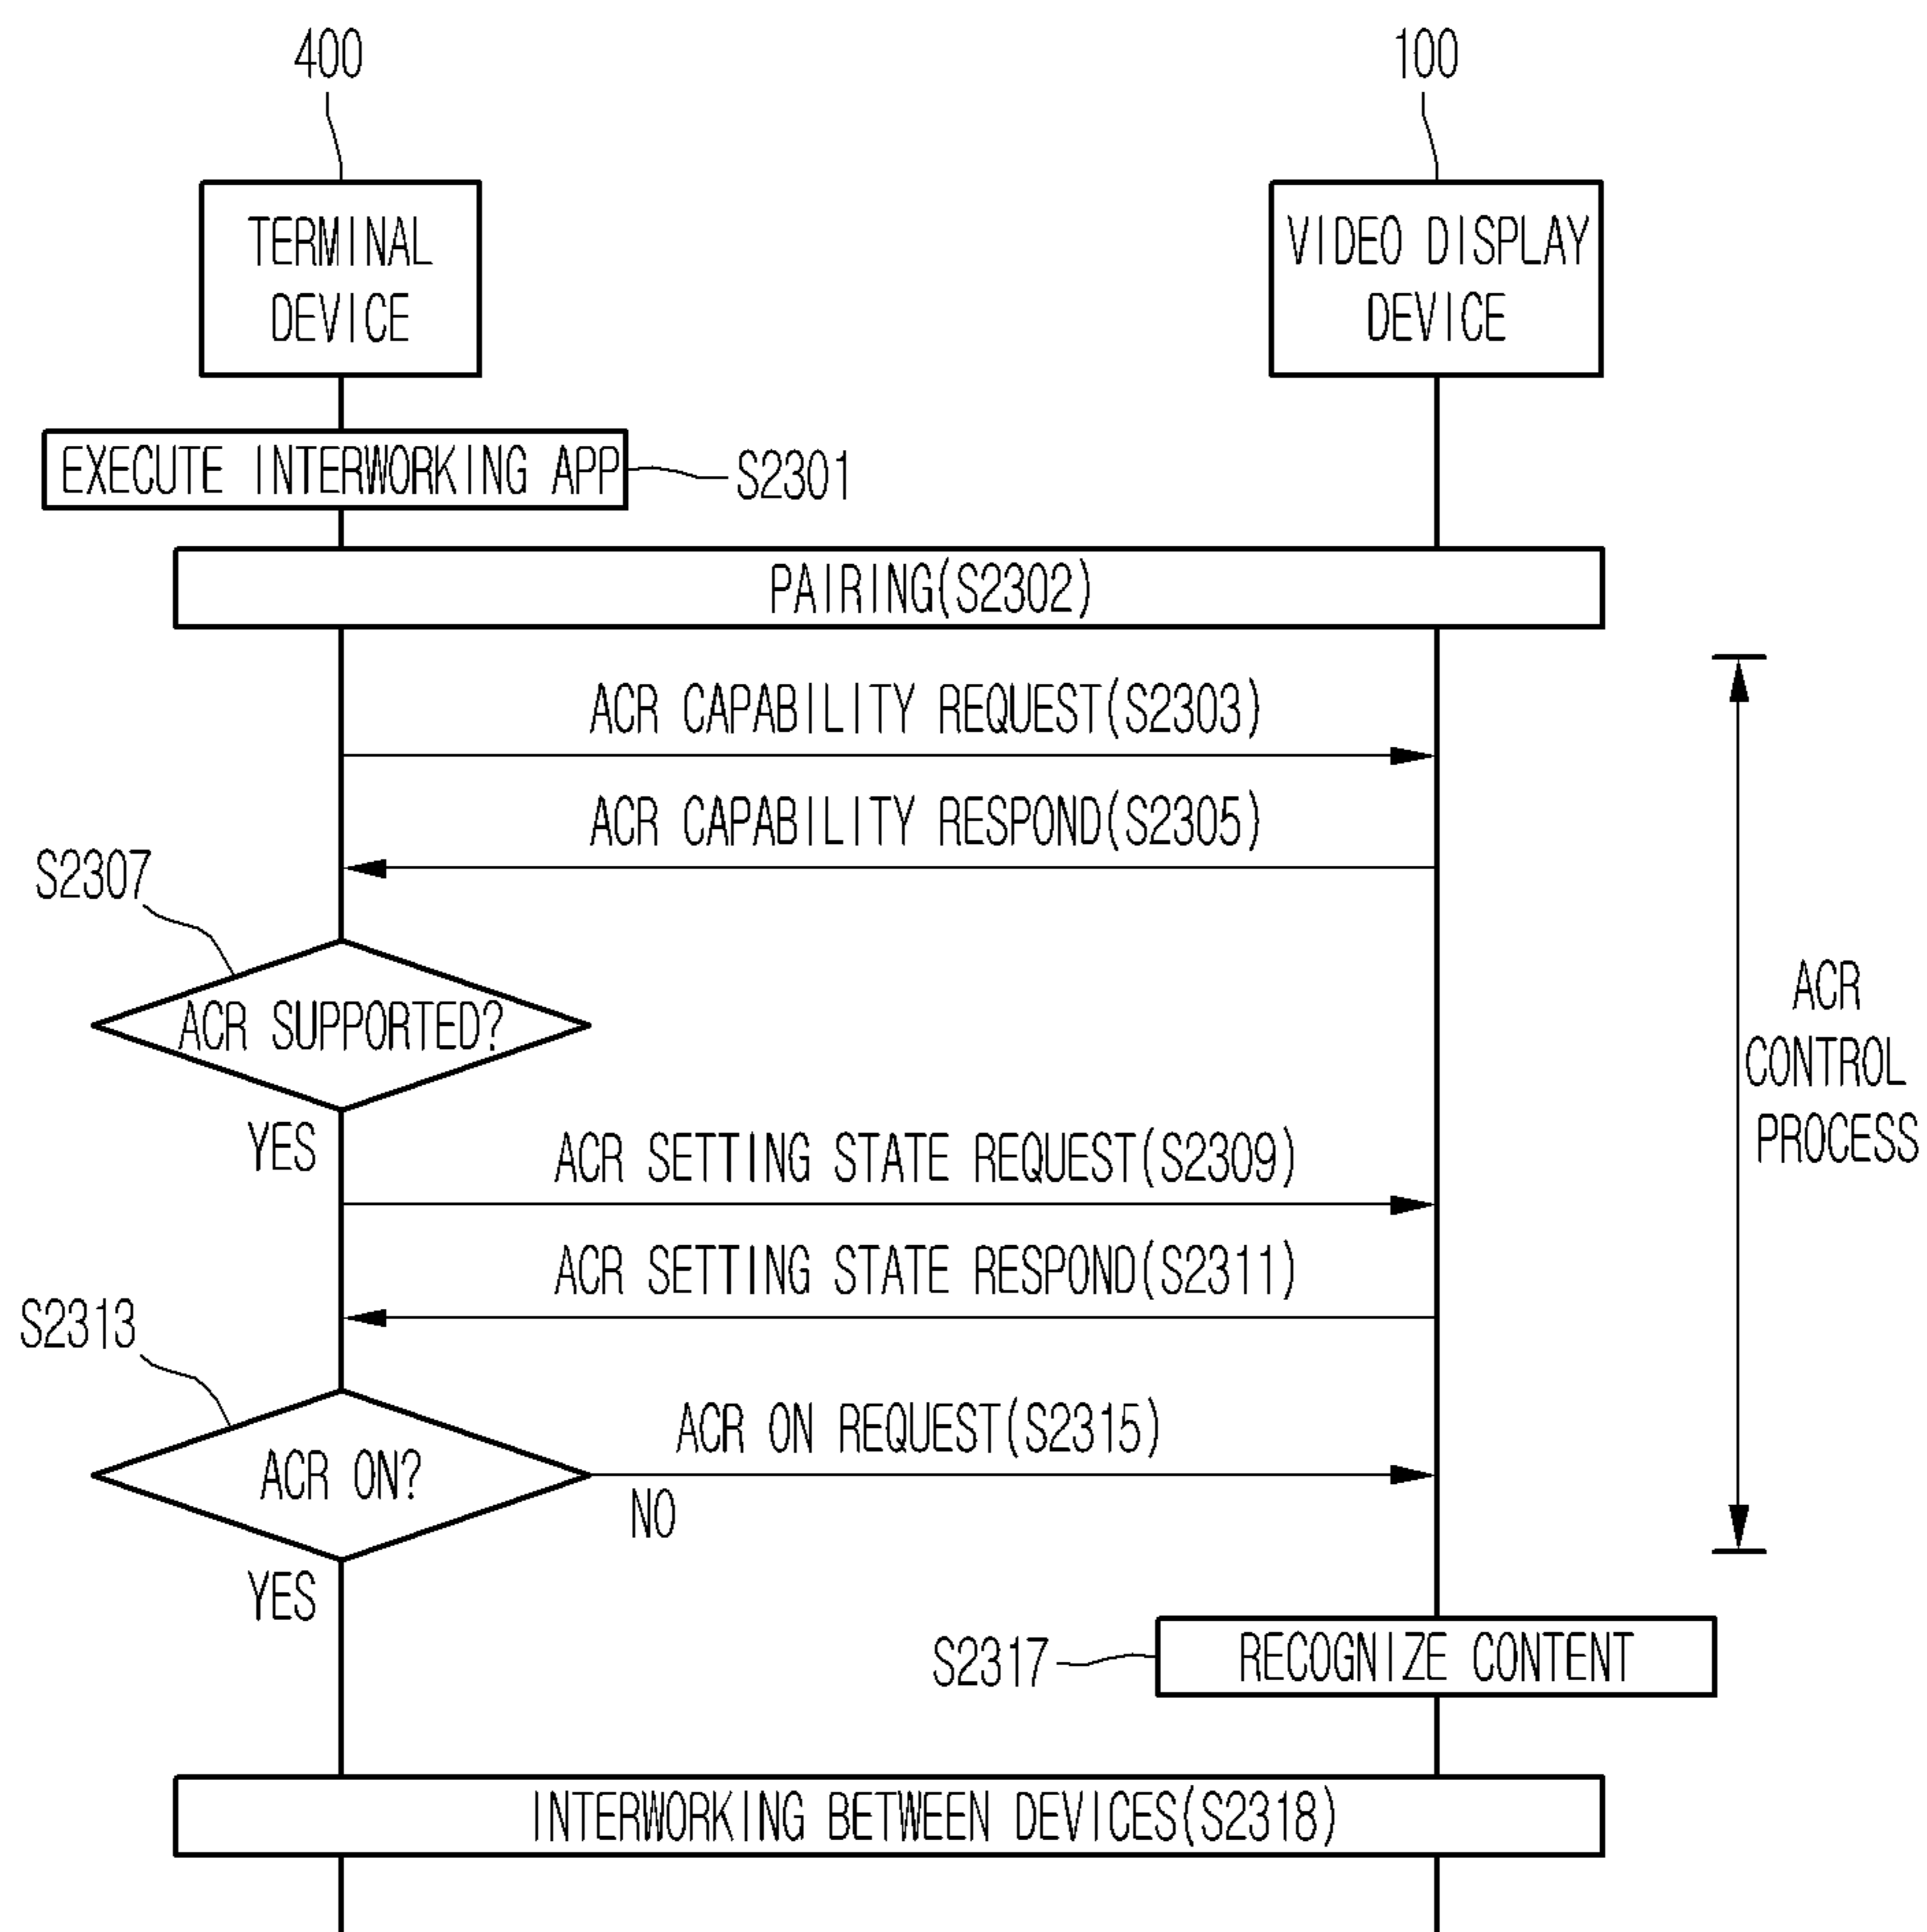 400
100
TERMINAL
DEVICE
VIDEO DISPLAY
DEVICE
EXECUTE INTERWORKING APP
S2301
PAIRING(S2302)
ACR CAPABILITY REQUEST(S2303)
ACR CAPABILITY RESPOND(S2305)
S2307
ACR SUPPORTED?
YES
ACR
CONTROL
PROCESS
ACR SETTING STATE REQUEST(S2309)
ACR SETTING STATE RESPOND(S2311)
S2313
ACR ON?
ACR ON REQUEST(S2315)
NO
YES
S2317
RECOGNIZE CONTENT
INTERWORKING BETWEEN DEVICES(S2318)